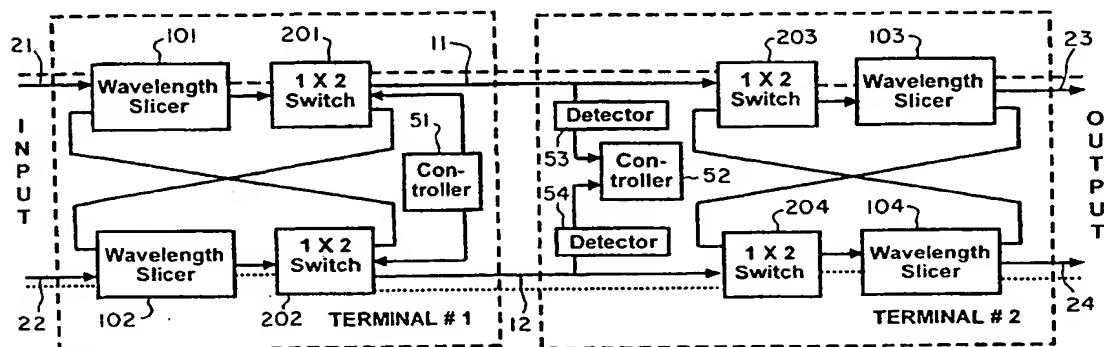 21
101
201
11
203
103
23
Wavelength
Slicer
1 X 2
Switch
1 X 2
Switch
Wavelength
Slicer
INPUT
51
Con-
troller
Detector
53
Con-
troller
52
54
Detector
204
104
OUTPUT
Wavelength
Slicer
1 X 2
Switch
1 X 2
Switch
Wavelength
Slicer
22
102
202
TERMINAL # 1
12
TERMINAL # 2
24